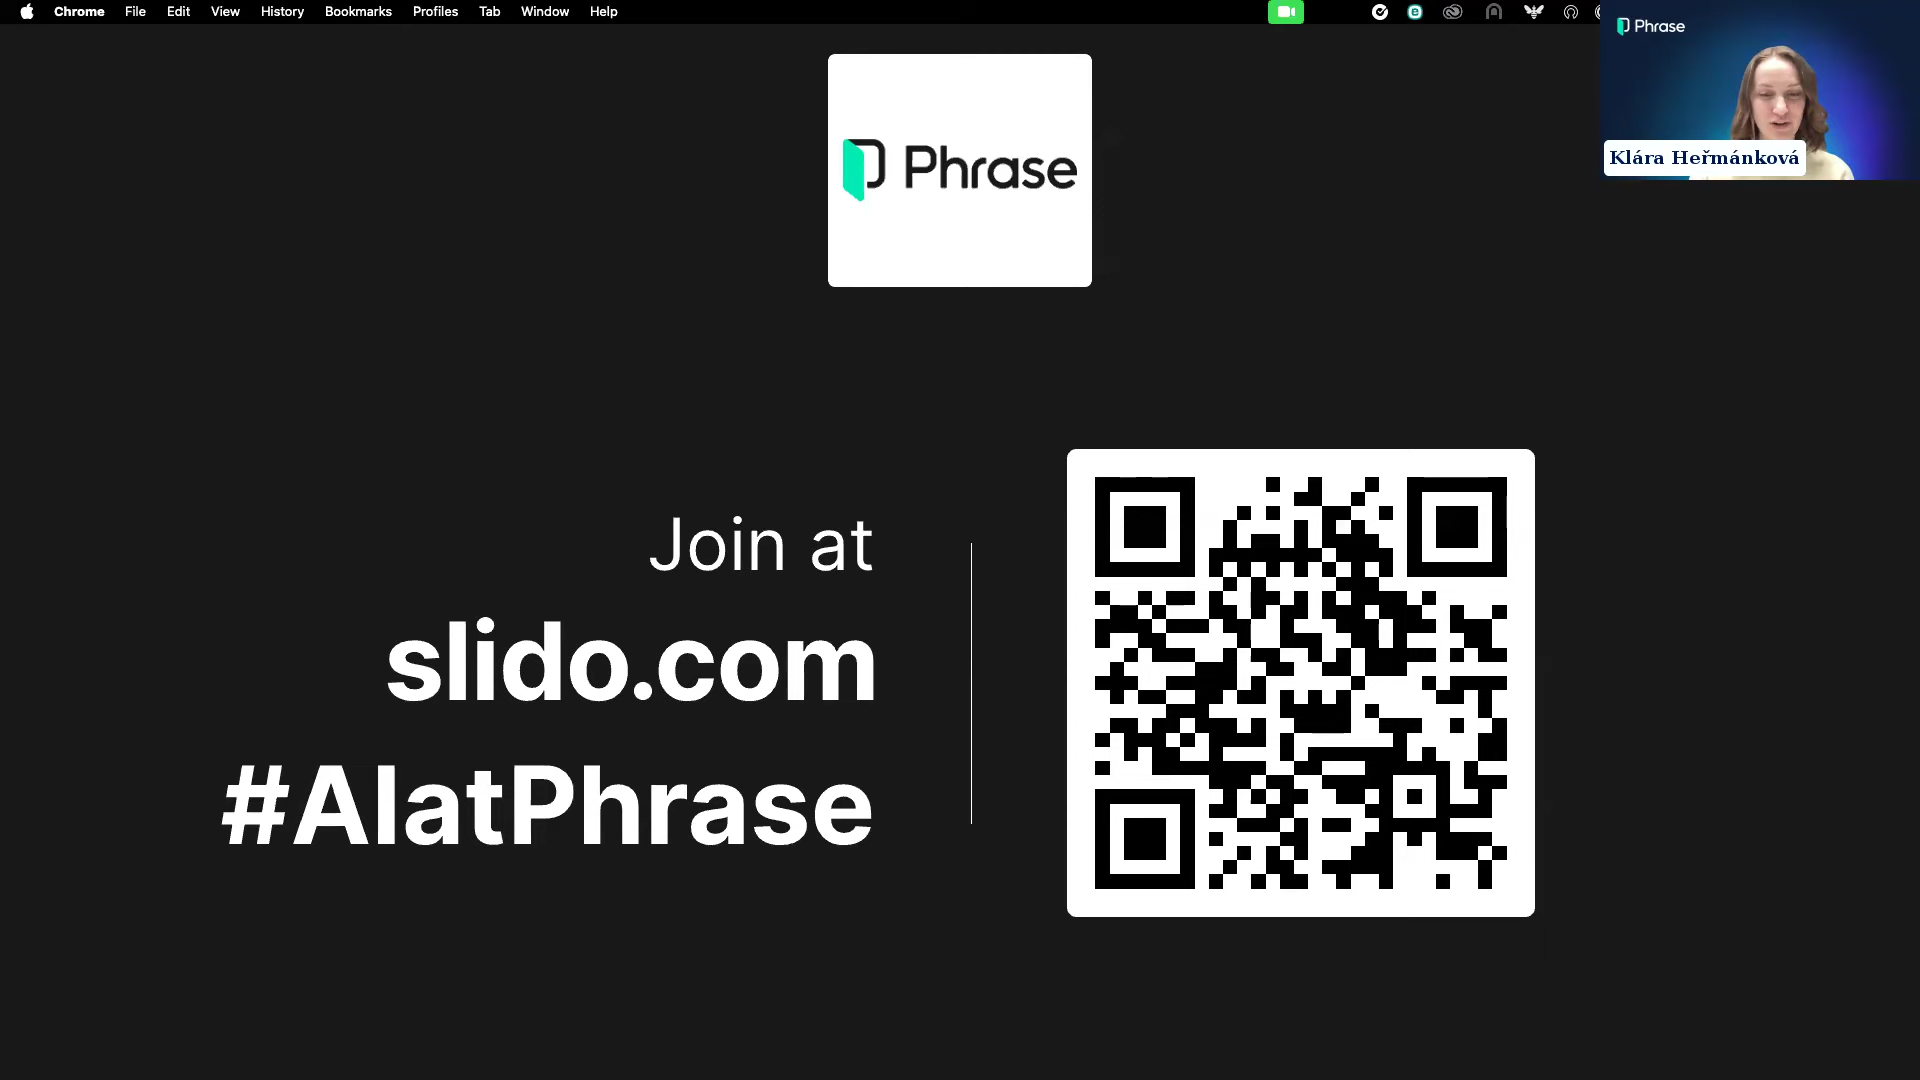 Chrome File Edit View History Bookmarks Profiles Tab Window Help
Phrase
Klára Heřmánková
Phrase
Join at
slido.com
#AIatPhrase